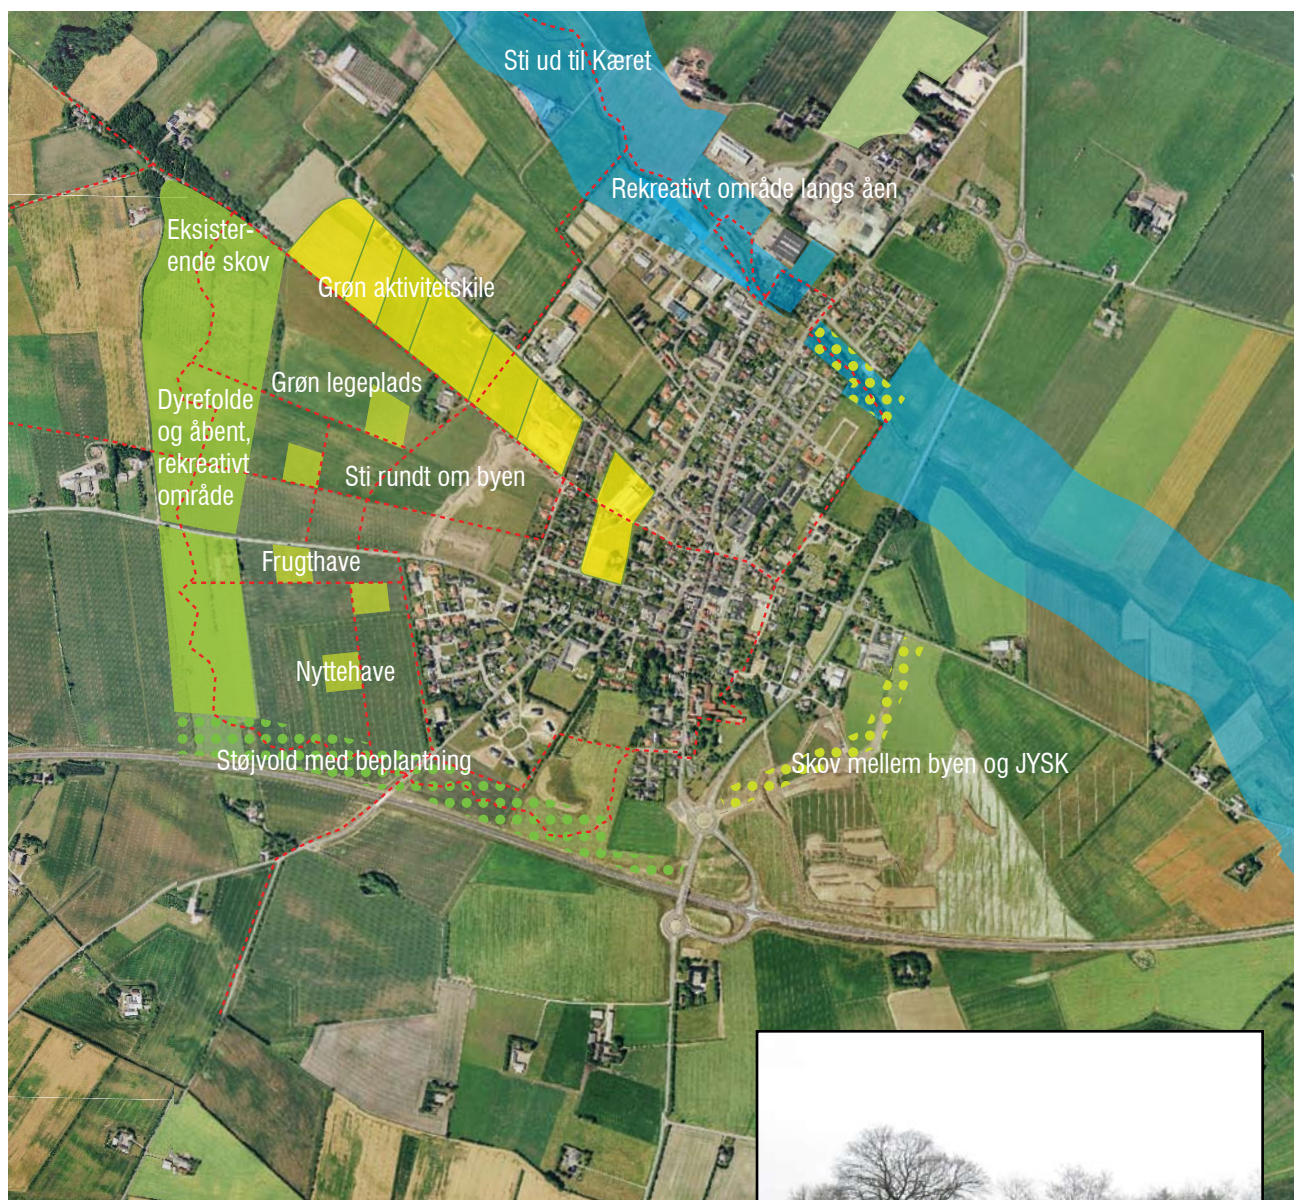 Sti ud til Kæret
Rekreativt område langs åen
Eksister-
ende skov
Grøn aktivitetskile
Grøn legeplads
Dyrefolde
og åbent,
rekreativt
område
Sti rundt om byen
Frugthave
Nyttehave
Støjvold med beplantning
Skov mellem byen og JYSK